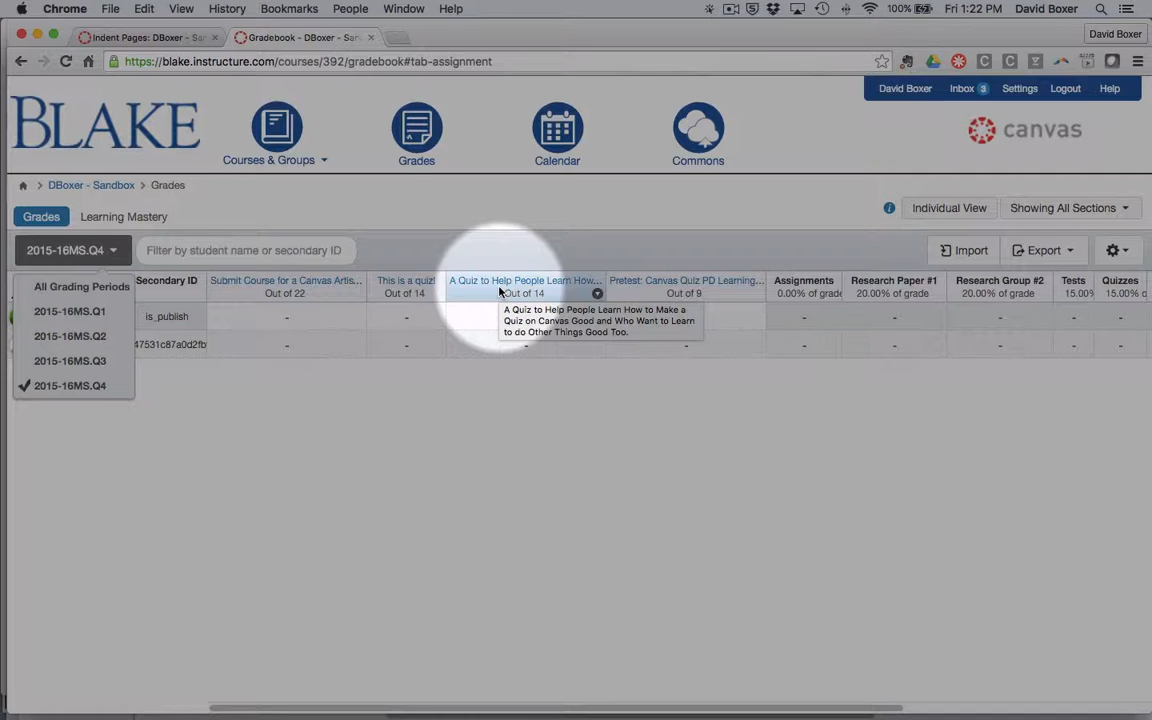 Chrome File Edit View History Bookmarks People Window Help 100% Fri 1:22 PM David Boxer
Indent Pages: DBoxer - San
Gradebook - DBoxer - San
David Boxer
https://blake.instructure.com/courses/392/gradebook#tab-assignment
David Boxer Inbox 3 Settings Logout Help
BLAKE
canvas
Courses & Groups Grades Calendar Commons
DBoxer - Sandbox > Grades
Grades Learning Mastery
Individual View Showing All Sections
2015-16MS.Q4 Filter by student name or secondary ID Import Export
Secondary ID Submit Course for a Canvas Artis... This is a quiz! A Quiz to Help People Learn How... Pretest: Canvas Quiz PD Learning... Assignments Research Paper #1 Research Group #2 Tests Quizzes
Out of 22 Out of 14 Out of 14 Out of 9 0.00% of grade 20.00% of grade 20.00% of grade 15.00% 15.00% o
All Grading Periods
2015-16MS.Q1
2015-16MS.Q2
2015-16MS.Q3
2015-16MS.Q4
is_publish - - - - - - - -
47531c87a0d2fb - - - - - - - - -
A Quiz to Help People Learn How to Make a
Quiz on Canvas Good and Who Want to Learn
to do Other Things Good Too.